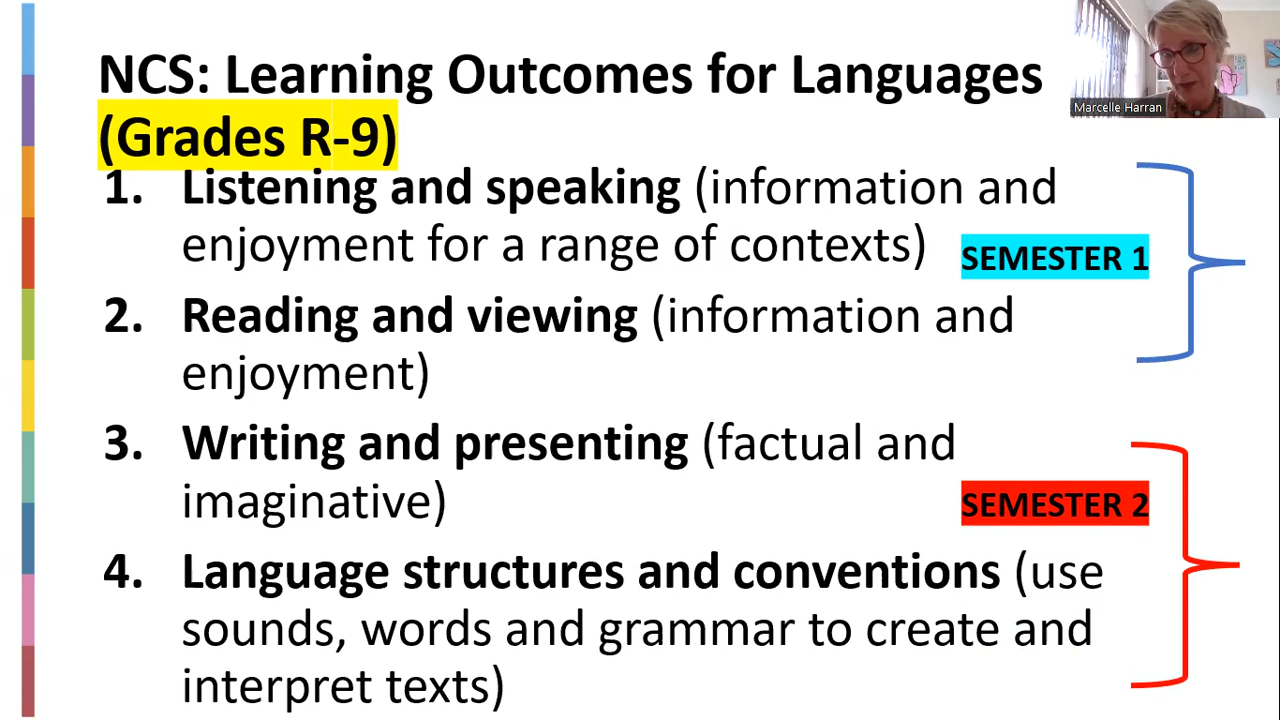 NCS: Learning Outcomes for Languages
(Grades R-9)
Marcelle Harran
1. Listening and speaking (information and
enjoyment for a range of contexts)
SEMESTER 1
2. Reading and viewing (information and
enjoyment)
3. Writing and presenting (factual and
imaginative)
SEMESTER 2
4. Language structures and conventions (use
sounds, words and grammar to create and
interpret texts)